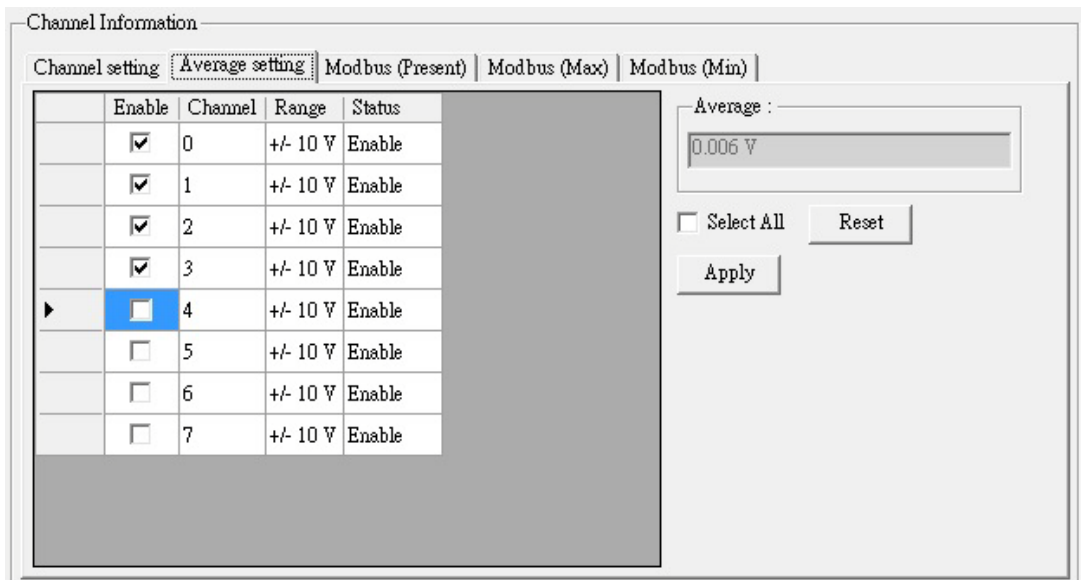 Channel Information
Channel setting Average setting Modbus (Present) Modbus (Max) Modbus (Min)
Enable Channel Range Status
0 +/- 10 V Enable
1 +/- 10 V Enable
2 +/- 10 V Enable
3 +/- 10 V Enable
4 +/- 10 V Enable
5 +/- 10 V Enable
6 +/- 10 V Enable
7 +/- 10 V Enable
Average :
0.006 V
Select All Reset
Apply